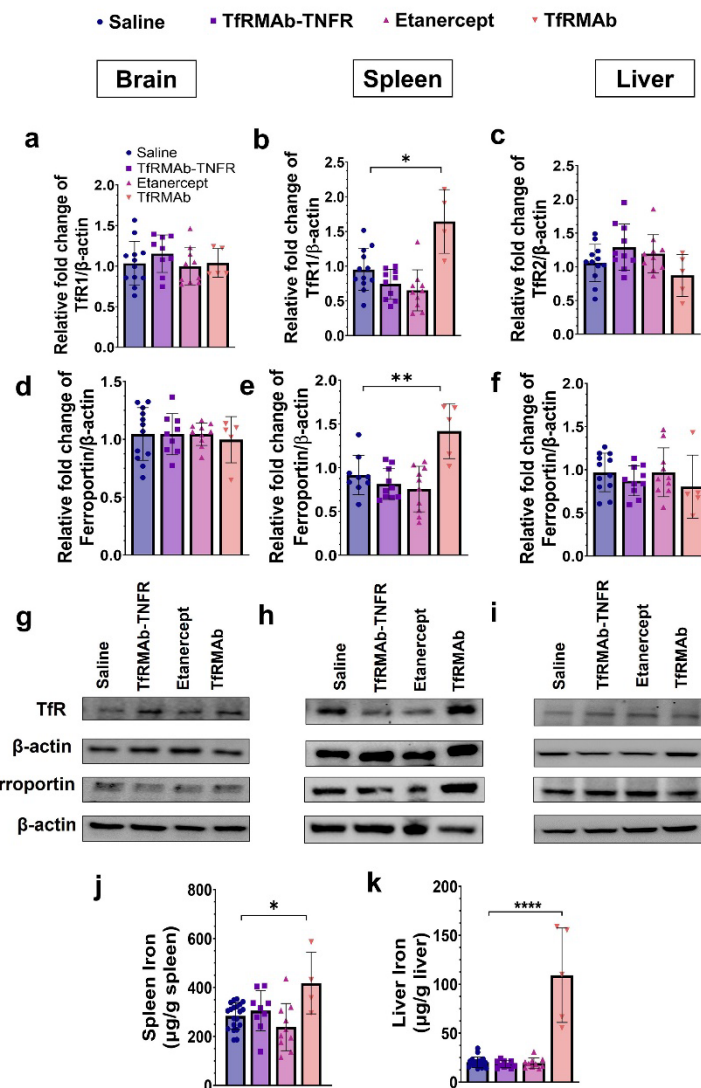 Saline TfRMAb-TNFR Etanercept TfRMAb
Brain Spleen Liver
a
Saline
TfRMAb-TNFR
Etanercept
TfRMAb
Relative fold change of
TfR1/β-actin
2.0
1.5
1.0
0.5
0.0
b
Relative fold change of
TfR1/β-actin
2.5
2.0
1.5
1.0
0.5
0.0
*
c
Relative fold change of
TfR2/β-actin
2.5
2.0
1.5
1.0
0.5
0.0
d
Relative fold change of
Ferroportin/β-actin
1.5
1.0
0.5
0.0
e
Relative fold change of
Ferroportin/β-actin
2.0
1.5
1.0
0.5
0.0
**
f
Relative fold change of
Ferroportin/β-actin
2.0
1.5
1.0
0.5
0.0
g
Saline
TfRMAb-TNFR
Etanercept
TfRMAb
h
Saline
TfRMAb-TNFR
Etanercept
TfRMAb
i
Saline
TfRMAb-TNFR
Etanercept
TfRMAb
TfR
β-actin
rroportin
β-actin
j
Spleen Iron
(µg/g spleen)
800
600
400
200
0
*
k
Liver Iron
(µg/g liver)
200
150
100
50
25
0
****